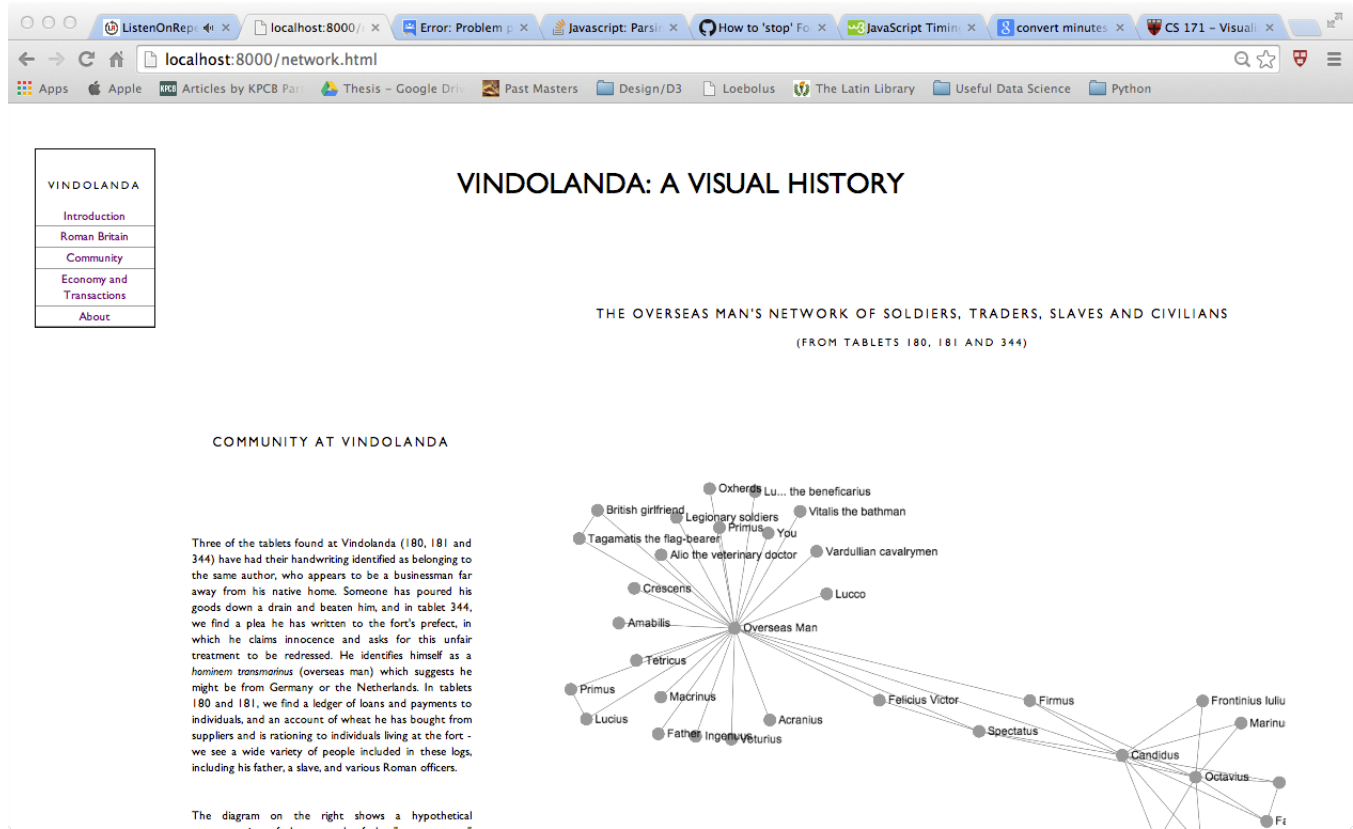 ListenOnRepe
localhost:8000/
Error: Problem p
Javascript: Parsin
How to 'stop' Fo
JavaScript Timing
convert minutes
CS 171 – Visuali
localhost:8000/network.html
Apps
Apple
KPCB
Articles by KPCB Par
Thesis – Google Driv
Past Masters
Design/D3
Loebolus
The Latin Library
Useful Data Science
Python
VINDOLANDA
Introduction
Roman Britain
Community
Economy and
Transactions
About
VINDOLANDA: A VISUAL HISTORY
THE OVERSEAS MAN'S NETWORK OF SOLDIERS, TRADERS, SLAVES AND CIVILIANS
(FROM TABLETS 180, 181 AND 344)
COMMUNITY AT VINDOLANDA
Three of the tablets found at Vindolanda (180, 181 and
344) have had their handwriting identified as belonging to
the same author, who appears to be a businessman far
away from his native home. Someone has poured his
goods down a drain and beaten him, and in tablet 344,
we find a plea he has written to the fort's prefect, in
which he claims innocence and asks for this unfair
treatment to be redressed. He identifies himself as a
hominem transmarinus (overseas man) which suggests he
might be from Germany or the Netherlands. In tablets
180 and 181, we find a ledger of loans and payments to
individuals, and an account of wheat he has bought from
suppliers and is rationing to individuals living at the fort -
we see a wide variety of people included in these logs,
including his father, a slave, and various Roman officers.
The diagram on the right shows a hypothetical
Oxherds
Lu... the beneficarius
British girlfriend
Legionary soldiers
Vitalis the bathman
Primus
You
Tagamatis the flag-bearer
Alio the veterinary doctor
Vardullian cavalrymen
Crescens
Lucco
Amabilis
Overseas Man
Tetricus
Primus
Macrinus
Felicius Victor
Firmus
Frontinius Iuliu
Lucius
Acranius
Marinu
Father
Ingenuus
Veturius
Spectatus
Candidus
Octavius
Fa